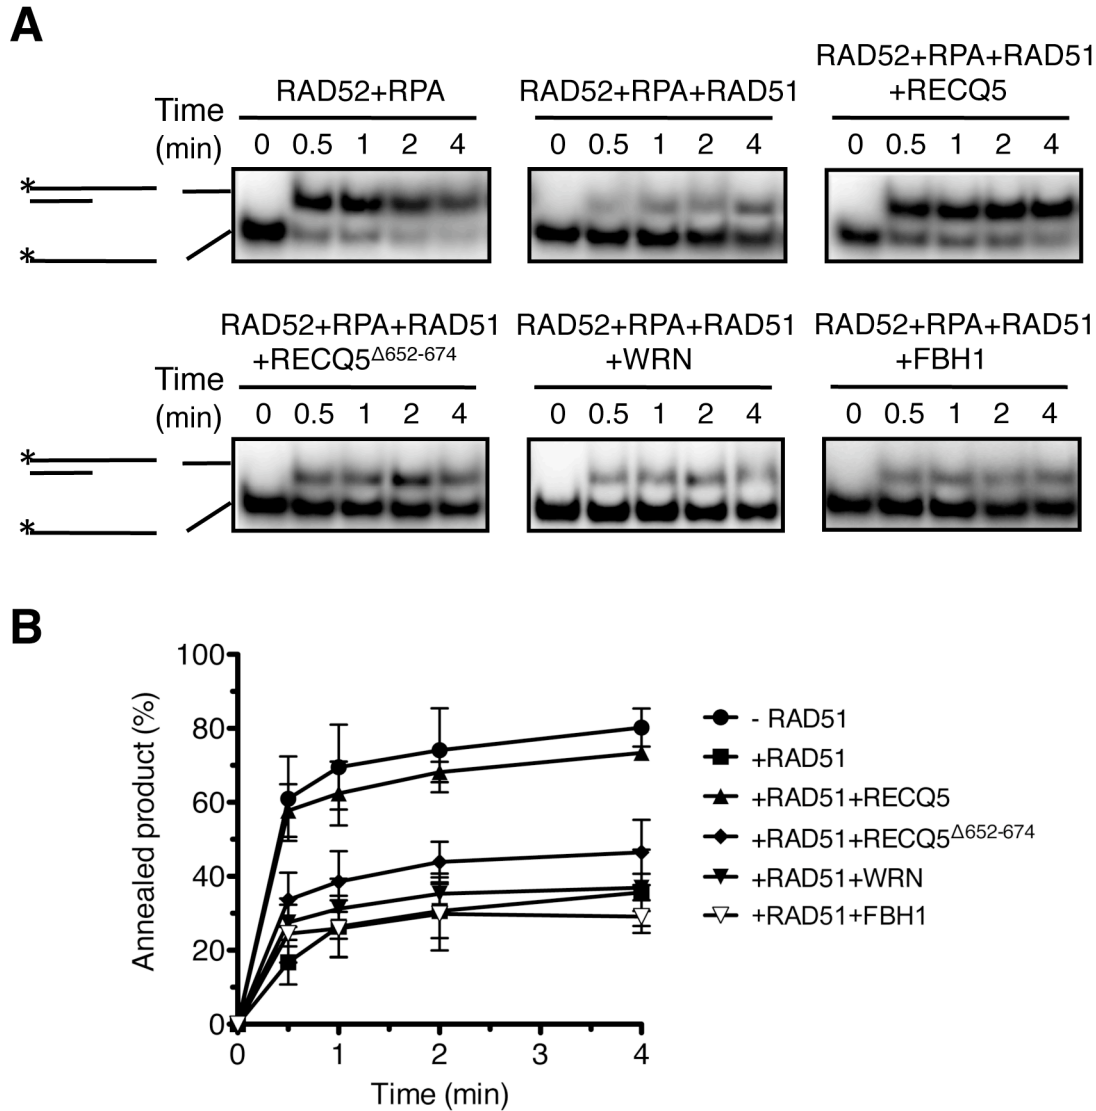 A
RAD52+RPA
RAD52+RPA+RAD51
RAD52+RPA+RAD51
+RECQ5
Time
(min)
0 0.5 1 2 4
0 0.5 1 2 4
0 0.5 1 2 4
*
*
RAD52+RPA+RAD51
+RECQ5Δ652-674
RAD52+RPA+RAD51
+WRN
RAD52+RPA+RAD51
+FBH1
Time
(min)
0 0.5 1 2 4
0 0.5 1 2 4
0 0.5 1 2 4
*
*
B
Annealed product (%)
100
80
60
40
20
0
0 1 2 3 4
Time (min)
- RAD51
+RAD51
+RAD51+RECQ5
+RAD51+RECQ5Δ652-674
+RAD51+WRN
+RAD51+FBH1